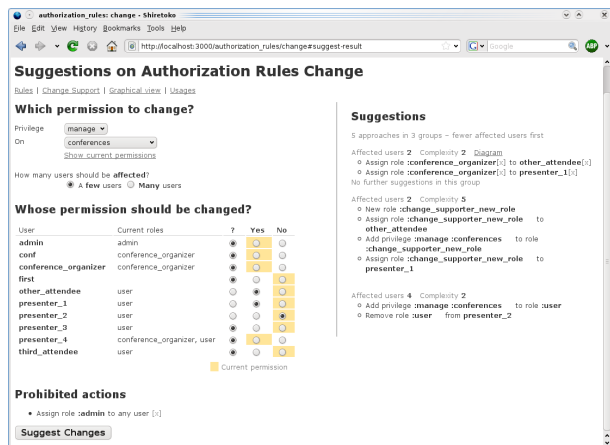 authorization_rules: change - Shiretoko
File Edit View History Bookmarks Tools Help
http://localhost:3000/authorization_rules/change#suggest-result
Google
ABP
Suggestions on Authorization Rules Change
Rules | Change Support | Graphical view | Usages
Which permission to change?
Privilege manage
On conferences
Show current permissions
How many users should be affected?
A few users Many users
Whose permission should be changed?
User Current roles ? Yes No
admin admin
conf conference_organizer
conference_organizer conference_organizer
first
other_attendee user
presenter_1 user
presenter_2 user
presenter_3 user
presenter_4 conference_organizer, user
third_attendee user
Current permission
Prohibited actions
Assign role :admin to any user [x]
Suggest Changes
Suggestions
5 approaches in 3 groups – fewer affected users first
Affected users 2 Complexity 2 Diagram
Assign role :conference_organizer[x] to other_attendee[x]
Assign role :conference_organizer[x] to presenter_1[x]
No further suggestions in this group
Affected users 2 Complexity 5
New role :change_supporter_new_role
Assign role :change_supporter_new_role to
other_attendee
Add privilege :manage :conferences to role
:change_supporter_new_role
Assign role :change_supporter_new_role to
presenter_1
Affected users 4 Complexity 2
Add privilege :manage :conferences to role :user
Remove role :user from presenter_2